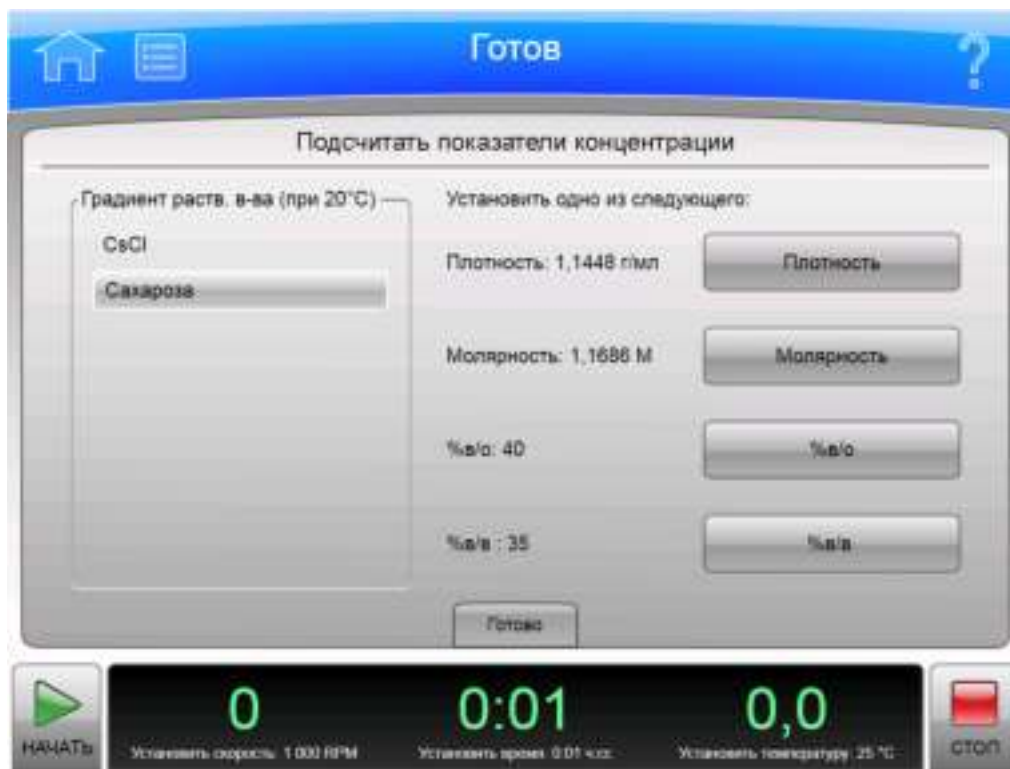 Готов
?
Подсчитать показатели концентрации
Градиент раств. в-ва (при 20°C)
CsCl
Сахароза
Установить одно из следующего:
Плотность: 1,1448 г/мл
Плотность
Молярность: 1,1686 M
Молярность
%в/о: 40
%в/о
%в/в : 35
%в/в
Готово
НАЧАТЬ
0
Установить скорость: 1 000 RPM
0:01
Установить время: 0:01 ч:сс
0,0
Установить температуру: 25 °C
СТОП